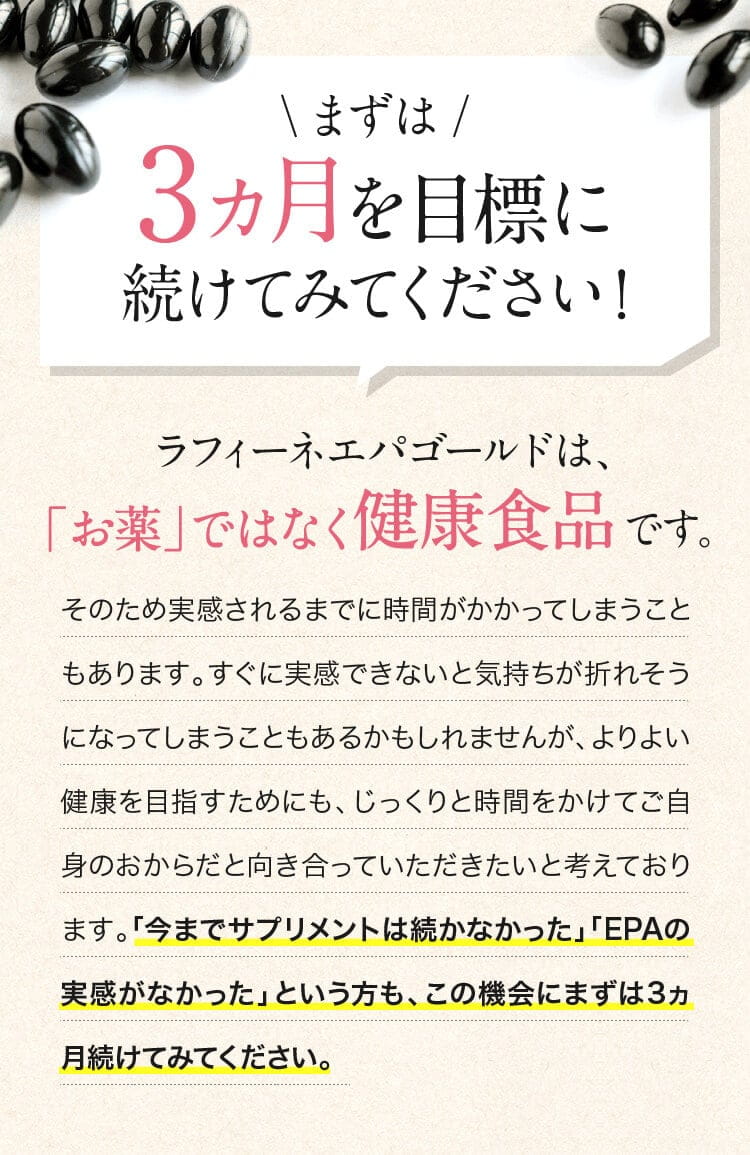 \ まずは /
3ヵ月を目標に
続けてみてください!
ラフィーネエパゴールドは、
「お薬」ではなく健康食品です。
そのため実感されるまでに時間がかかってしまうこと
もあります。すぐに実感できないと気持ちが折れそう
になってしまうこともあるかもしれませんが、よりよい
健康を目指すためにも、じっくりと時間をかけてご自
身のおからだと向き合っていただきたいと考えており
ます。「今までサプリメントは続かなかった」「EPAの
実感がなかった」という方も、この機会にまずは3ヵ
月続けてみてください。